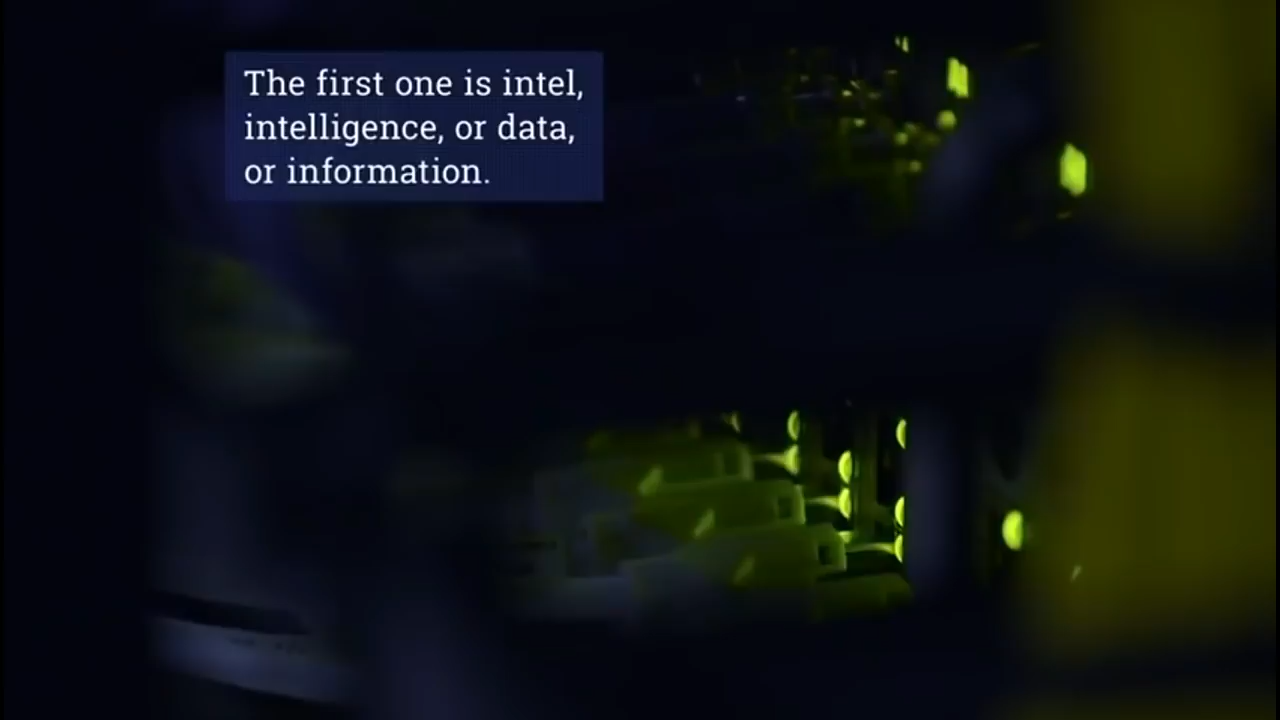 The first one is intel,
intelligence, or data,
or information.